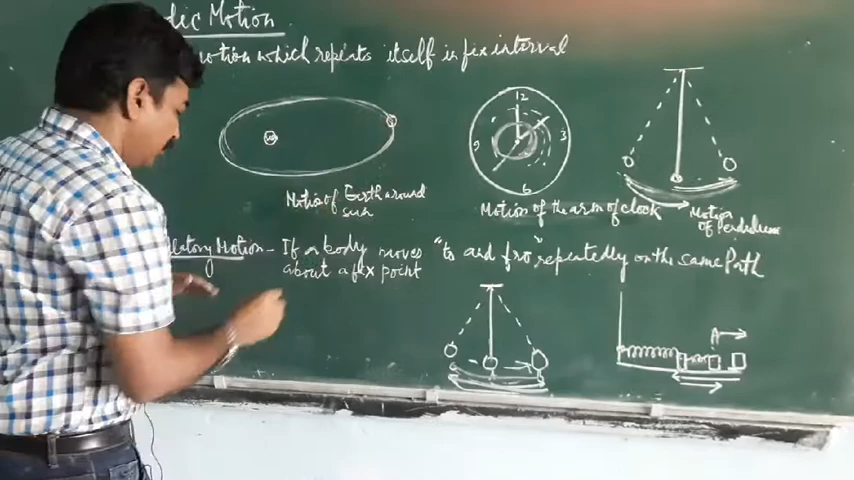 dic Motion
motion which repeats itself in fex interval
12
9
3
6
Motion of Earth around
sun
Motion of the arm of clock
Motion
of Pendulum
latory Motion - If a body moves "to and fro" repeatedly on the same Path
about a fex point
A